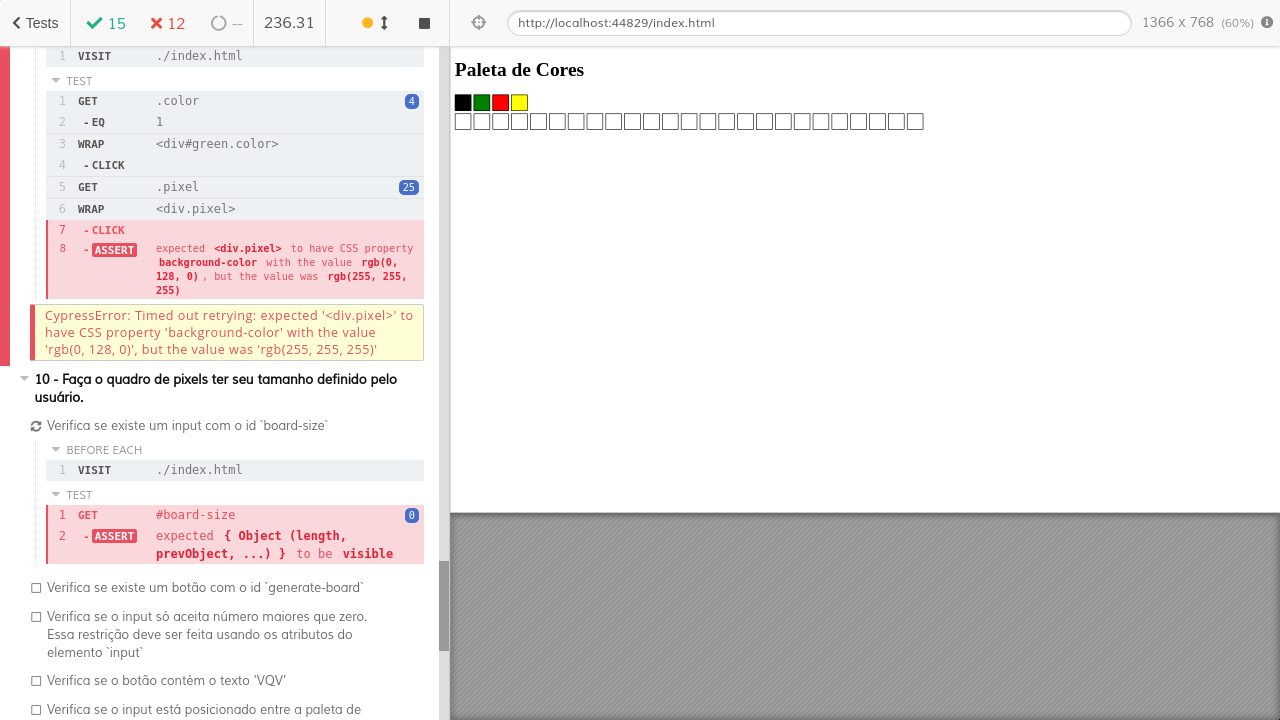 Tests 15 12 -- 236.31
http://localhost:44829/index.html 1366 x 768 (60%)
1 VISIT ./index.html
TEST
1 GET .color 4
2 - EQ 1
3 WRAP <div#green.color>
4 - CLICK
5 GET .pixel 25
6 WRAP <div.pixel>
7 - CLICK
8 - ASSERT expected <div.pixel> to have CSS property
background-color with the value rgb(0,
128, 0) , but the value was rgb(255, 255,
255)
CypressError: Timed out retrying: expected '<div.pixel>' to
have CSS property 'background-color' with the value
'rgb(0, 128, 0)', but the value was 'rgb(255, 255, 255)'
10 - Faça o quadro de pixels ter seu tamanho definido pelo
usuário.
Verifica se existe um input com o id `board-size`
BEFORE EACH
1 VISIT ./index.html
TEST
1 GET #board-size 0
2 - ASSERT expected { Object (length,
prevObject, ...) } to be visible
Verifica se existe um botão com o id `generate-board`
Verifica se o input só aceita número maiores que zero.
Essa restrição deve ser feita usando os atributos do
elemento `input`
Verifica se o botão contém o texto 'VQV'
Verifica se o input está posicionado entre a paleta de
Paleta de Cores